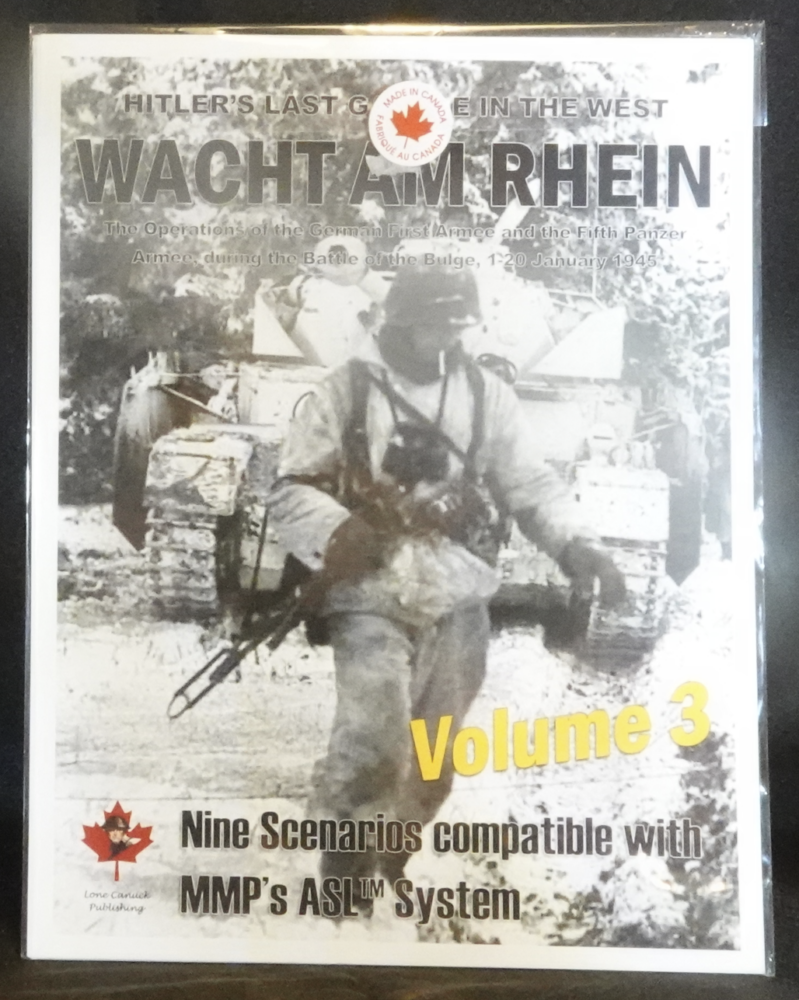 HITLER'S LAST G E IN THE WEST
MADE IN CANADA
FABRIQUÉ AU CANADA
WACHT AM RHEIN
The Operations of the German First Armee and the Fifth Panzer
Armee, during the Battle of the Bulge, 1-20 January 1945
Volume 3
Nine Scenarios compatible with
MMP's ASL™ System
Lone Canuck
Publishing